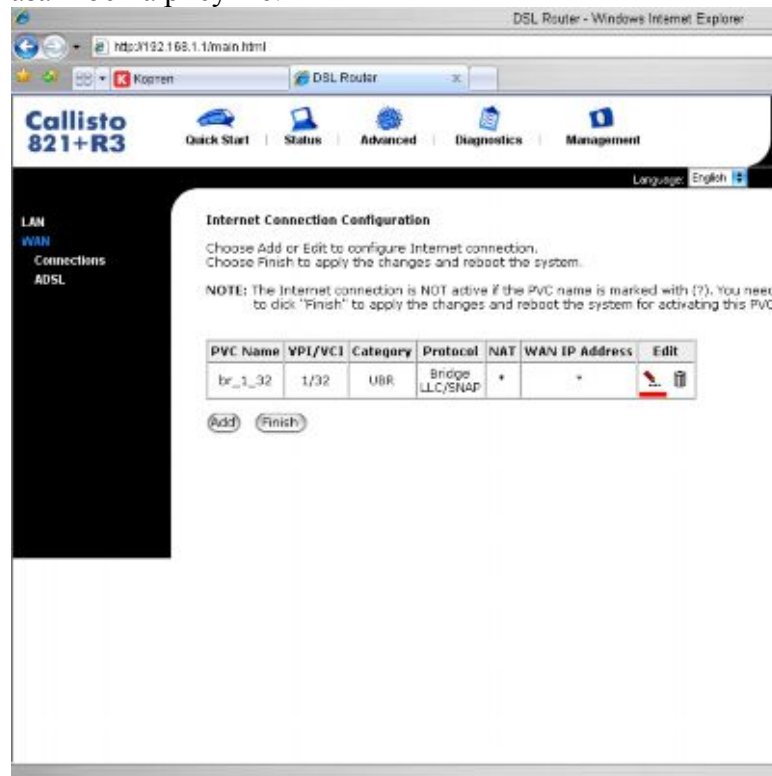 DSL Router - Windows Internet Explorer
http://192.168.1.1/main.html
Коптел
DSL Router
Callisto
821+R3
Quick Start
Status
Advanced
Diagnostics
Management
Language: English
LAN
WAN
Connections
ADSL
Internet Connection Configuration
Choose Add or Edit to configure Internet connection.
Choose Finish to apply the changes and reboot the system.
NOTE: The Internet connection is NOT active if the PVC name is marked with (?). You need
to click "Finish" to apply the changes and reboot the system for activating this PVC
PVC Name VPI/VCI Category Protocol NAT WAN IP Address Edit
br_1_32 1/32 UBR Bridge LLC/SNAP * *
Add Finish